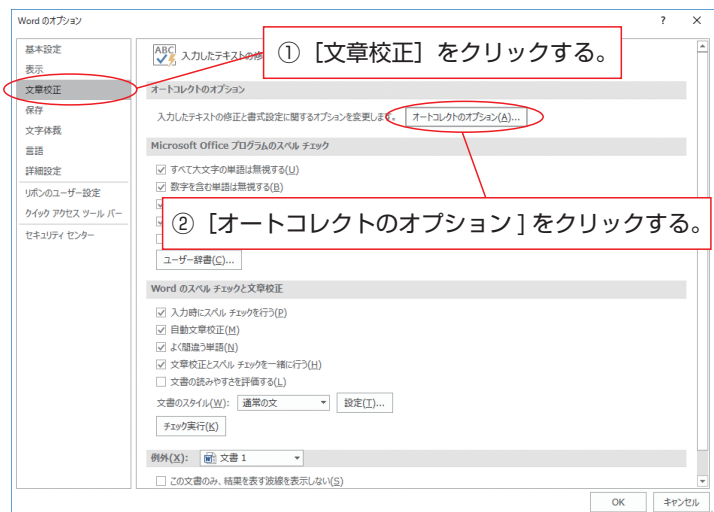 Word のオプション
? ×
基本設定
表示
文章校正
保存
文字体裁
言語
詳細設定
リボンのユーザー設定
クイック アクセス ツール バー
セキュリティ センター
ABC 入力したテキストの修
① [文章校正] をクリックする。
オートコレクトのオプション
入力したテキストの修正と書式設定に関するオプションを変更します。 オートコレクトのオプション(A)...
Microsoft Office プログラムのスペル チェック
すべて大文字の単語は無視する(U)
数字を含む単語は無視する(B)
② [オートコレクトのオプション] をクリックする。
ユーザー辞書(C)...
Word のスペル チェックと文章校正
入力時にスペル チェックを行う(P)
自動文章校正(M)
よく間違う単語(N)
文章校正とスペル チェックを一緒に行う(H)
文書の読みやすさを評価する(L)
文書のスタイル(W): 通常の文 設定(T)...
チェック実行(K)
例外(X): 文書 1
この文書のみ、結果を表す波線を表示しない(S)
OK キャンセル